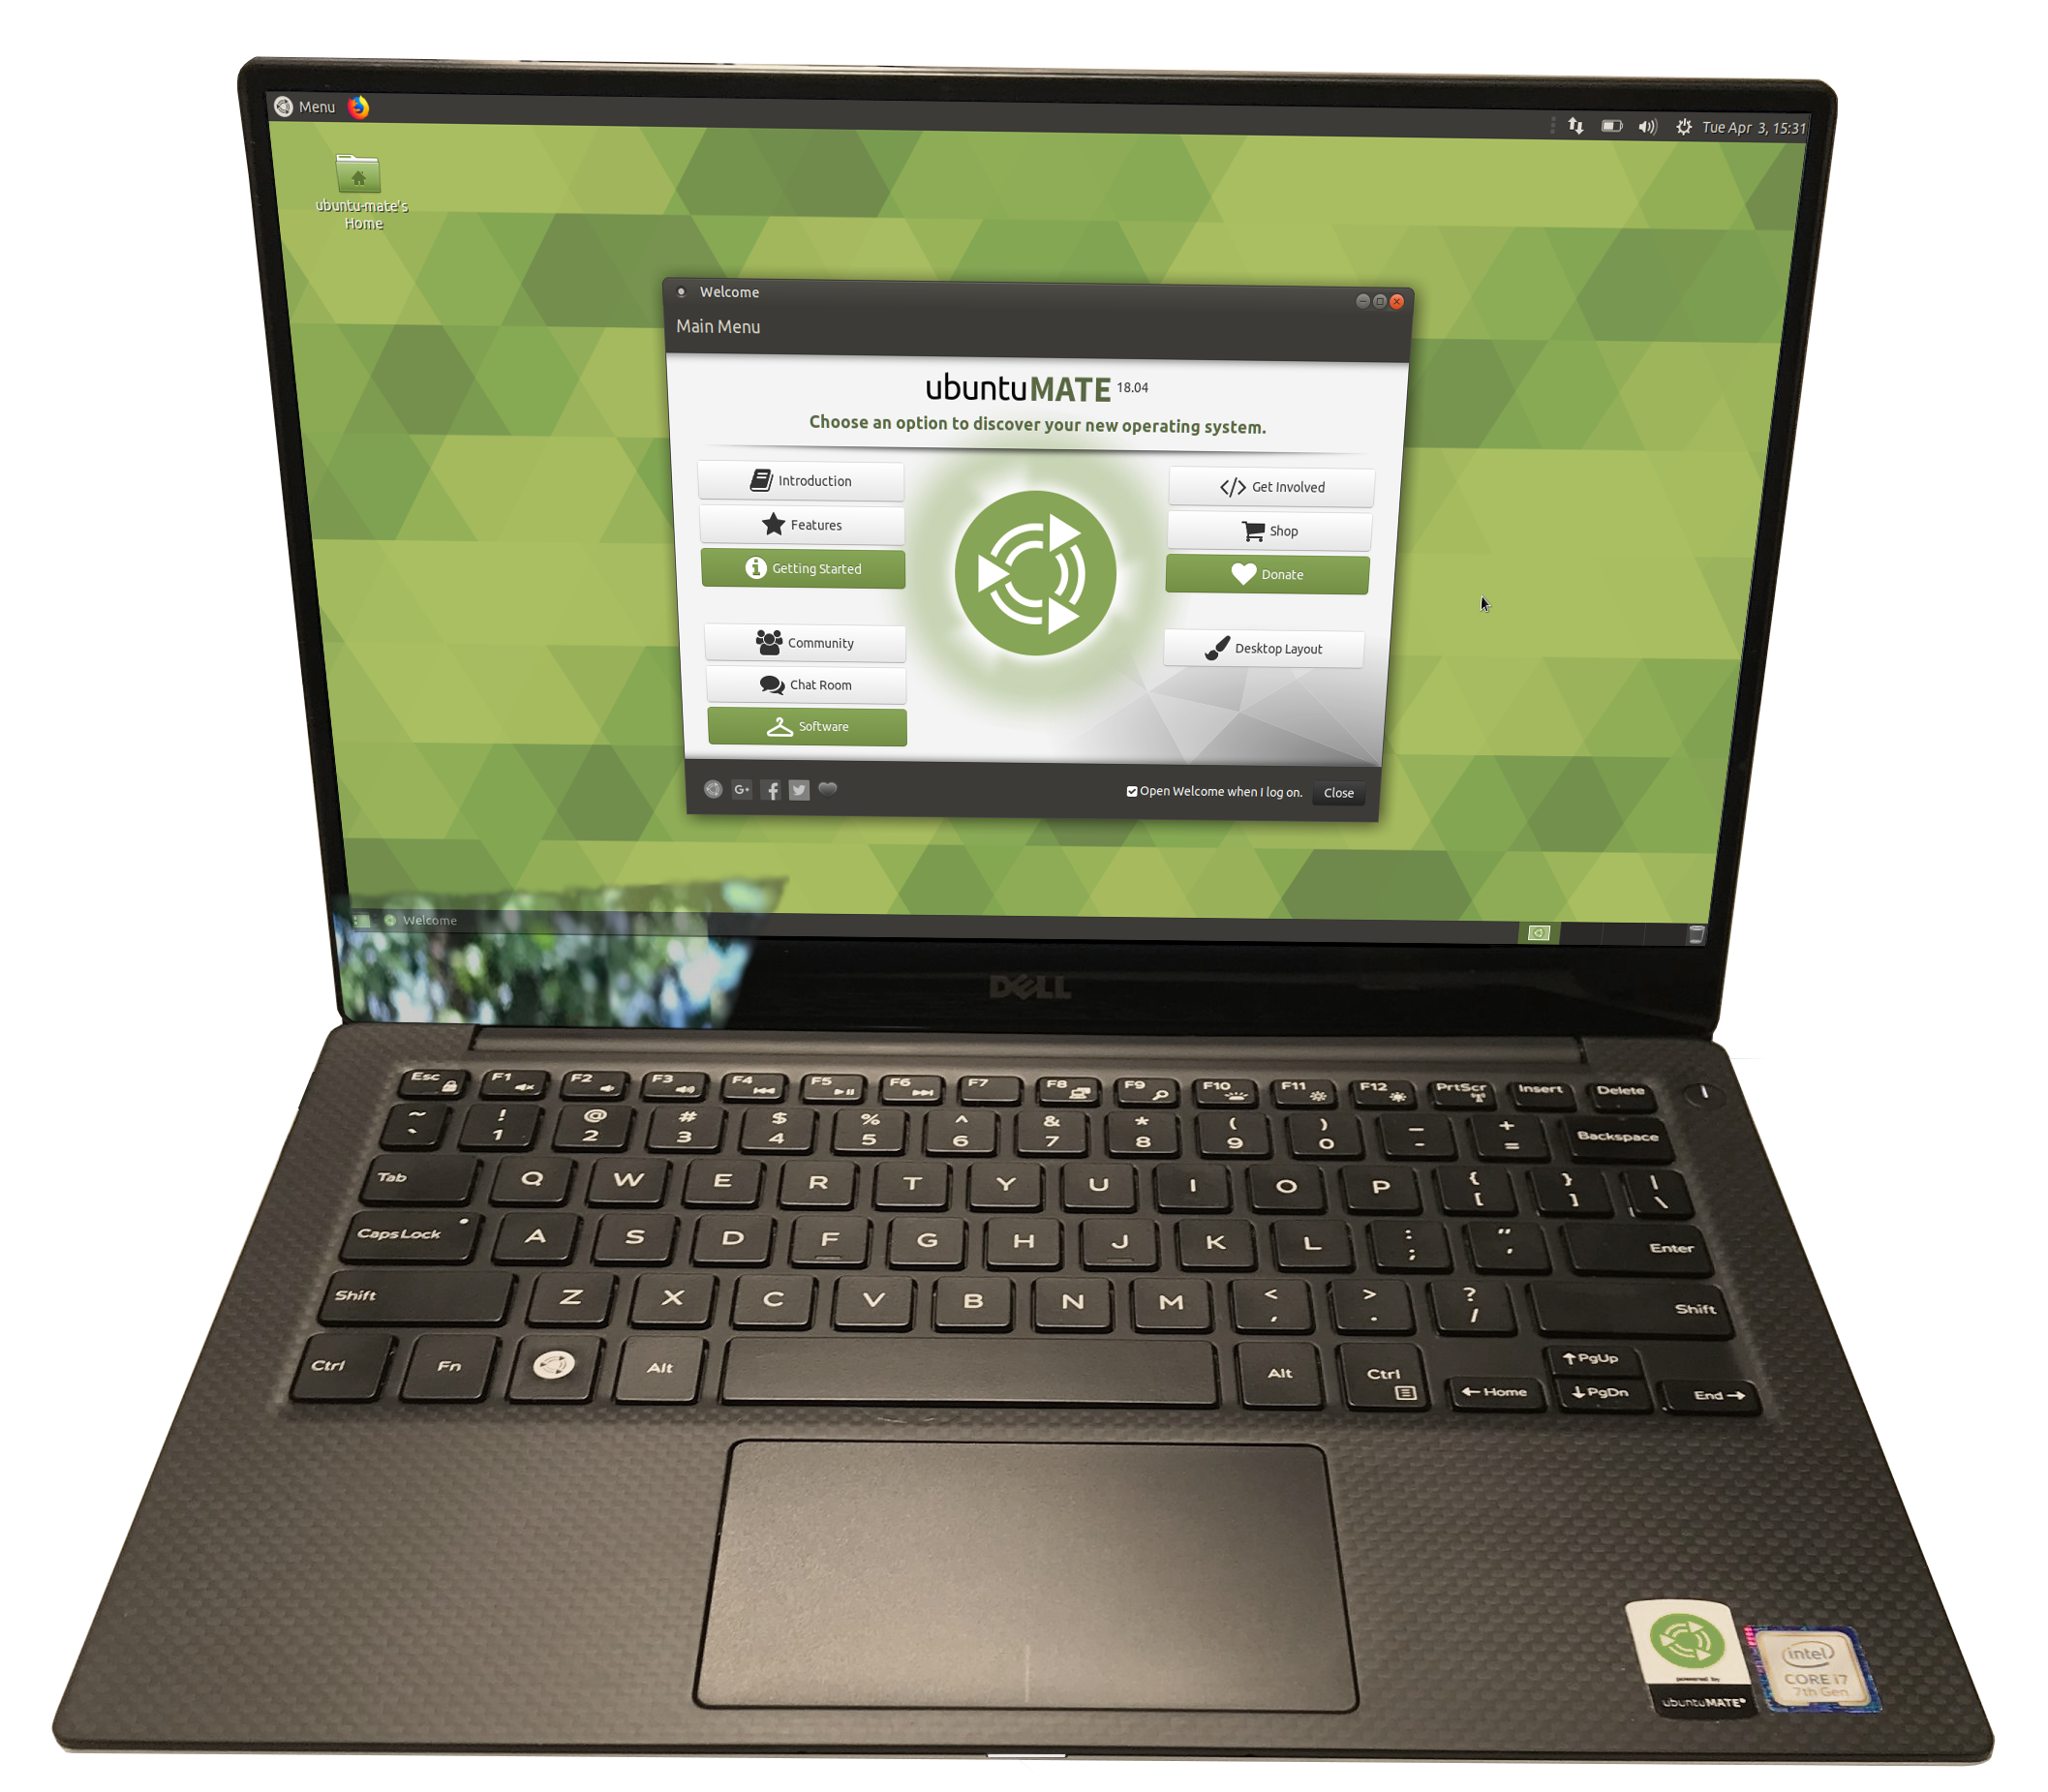 Menu
Tue Apr 3, 15:31
ubuntu-mate's
Home
Welcome
Main Menu
ubuntuMATE 18.04
Choose an option to discover your new operating system.
Introduction
Get Involved
Features
Shop
Getting Started
Donate
Community
Desktop Layout
Chat Room
Software
G+ f
Open Welcome when I log on. Close
Welcome
DELL
Esc F1 F2 F3 F4 F5 F6 F7 F8 F9 F10 F11 F12 PrtScr Insert Delete
~ ! @ # $ % ^ & * ( ) _ +
` 1 2 3 4 5 6 7 8 9 0 - = Backspace
Tab Q W E R T Y U I O P { [ } ] | \
Caps Lock A S D F G H J K L : ; " ' Enter
Shift Z X C V B N M < , > . ? / Shift
Ctrl Fn Alt Alt Ctrl ↑PgUp
←Home ↓PgDn End→
powered by
ubuntuMATE®
intel
CORE i7
7th Gen